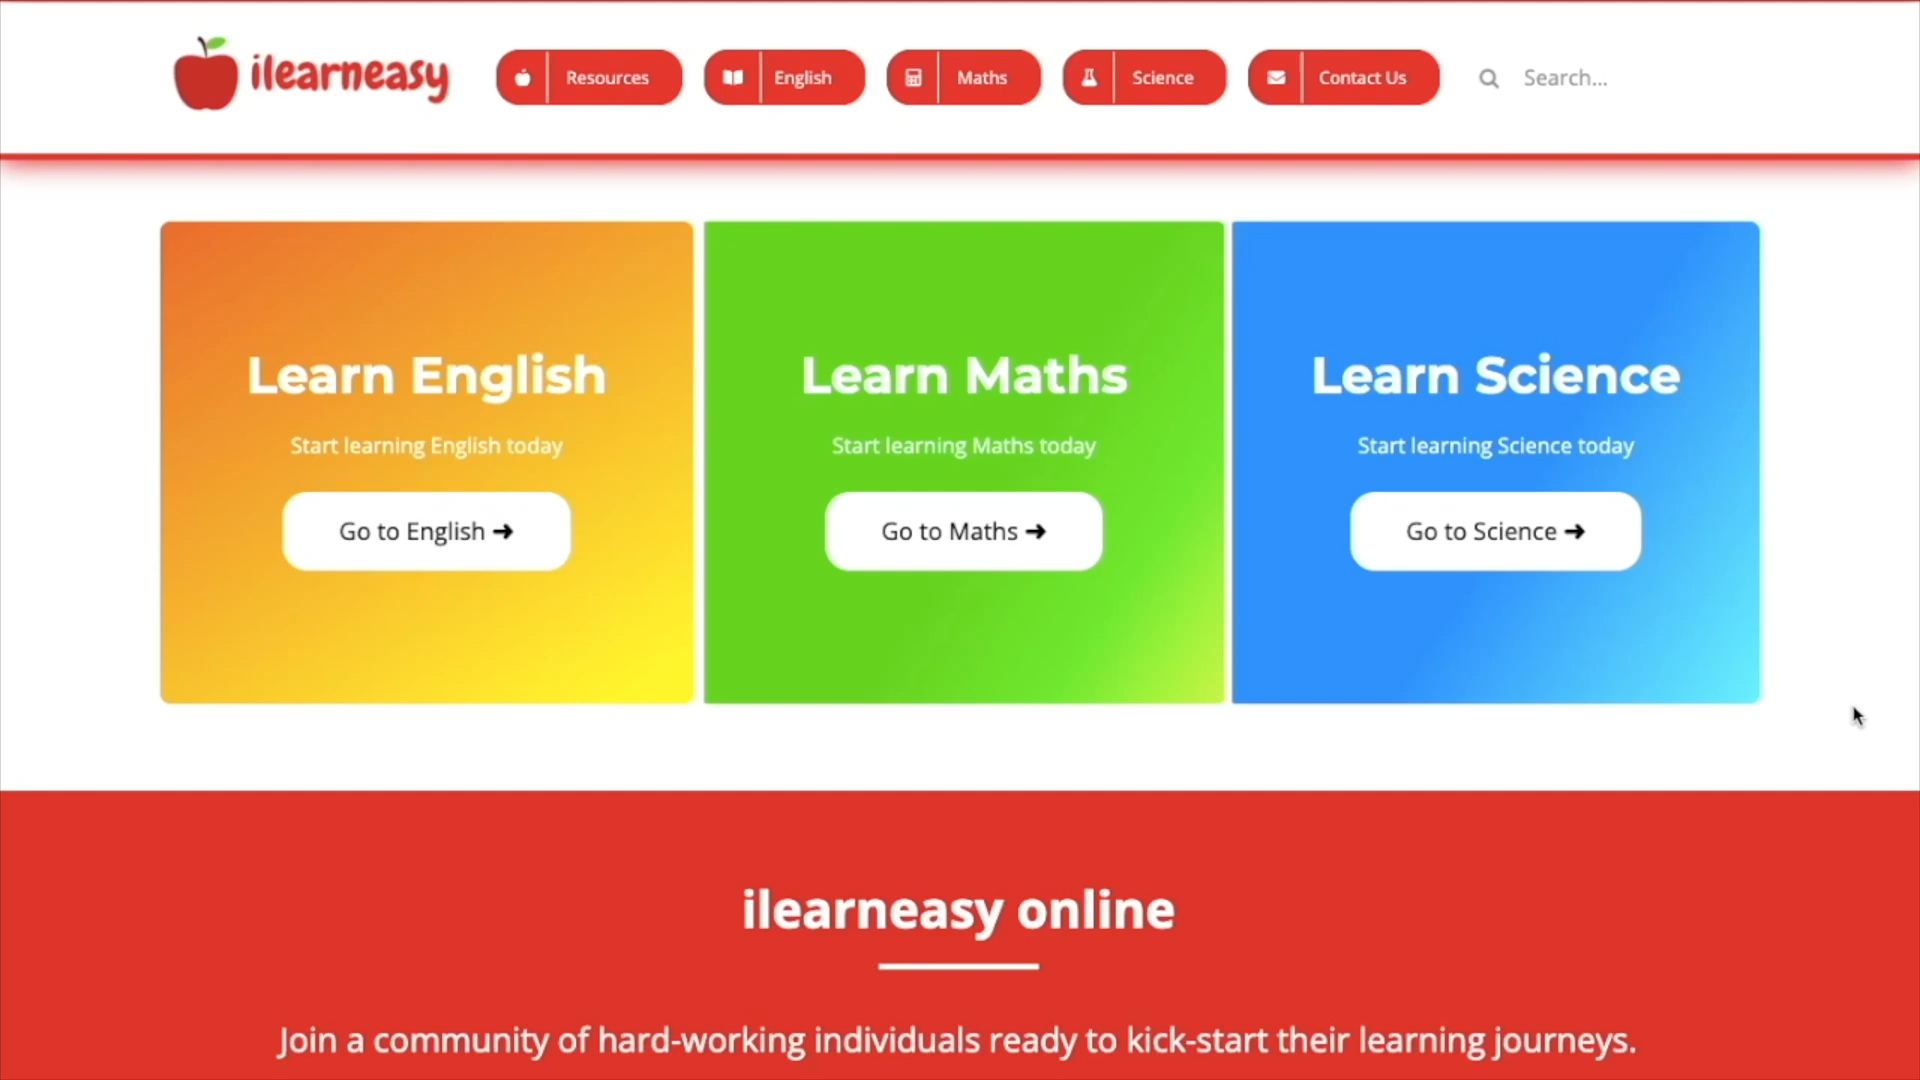 ilearneasy
Resources
English
Maths
Science
Contact Us
Search...
Learn English
Start learning English today
Go to English ➜
Learn Maths
Start learning Maths today
Go to Maths ➜
Learn Science
Start learning Science today
Go to Science ➜
ilearneasy online
Join a community of hard-working individuals ready to kick-start their learning journeys.